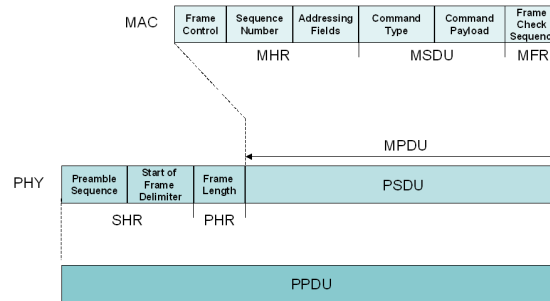 MAC
Frame Control
Sequence Number
Addressing Fields
Command Type
Command Payload
Frame Check
MHR
MSDU
MFR
MPDU
PHY
Preamble Sequence
Start of Frame Delimiter
Frame Length
PSDU
SHR
PHR
PPDU